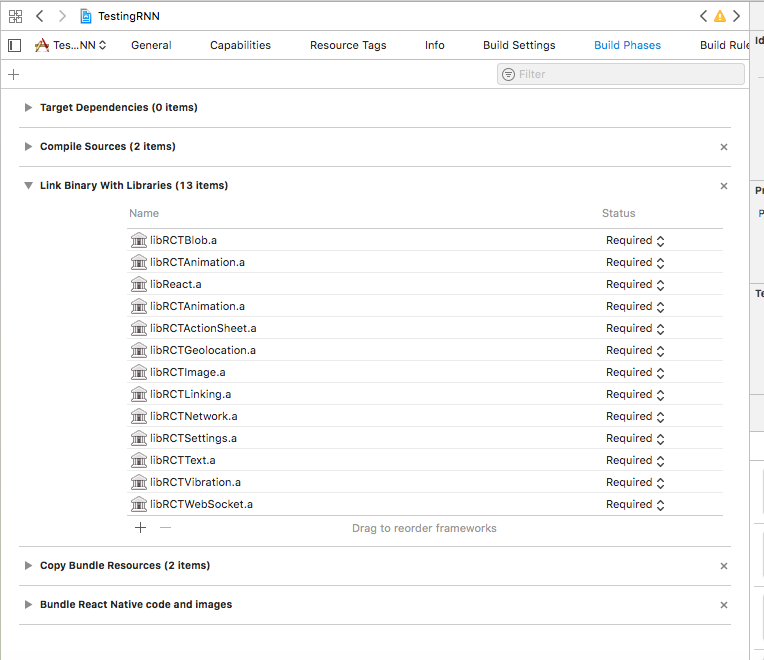 TestingRNN
Tes...NN General Capabilities Resource Tags Info Build Settings Build Phases Build Rule
Filter
Target Dependencies (0 items)
Compile Sources (2 items)
Link Binary With Libraries (13 items)
Name Status
libRCTBlob.a Required
libRCTAnimation.a Required
libReact.a Required
libRCTAnimation.a Required
libRCTActionSheet.a Required
libRCTGeolocation.a Required
libRCTImage.a Required
libRCTLinking.a Required
libRCTNetwork.a Required
libRCTSettings.a Required
libRCTText.a Required
libRCTVibration.a Required
libRCTWebSocket.a Required
Drag to reorder frameworks
Copy Bundle Resources (2 items)
Bundle React Native code and images
Id
Pr
P
Te